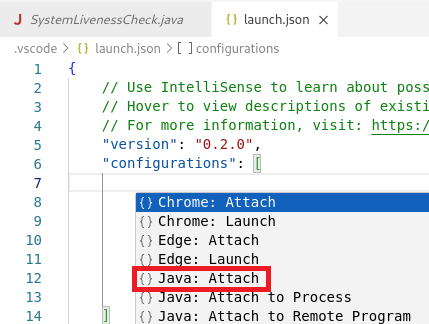 J SystemLivenessCheck.java {} launch.json ×
.vscode > {} launch.json > [ ] configurations
1 {
2 // Use IntelliSense to learn about poss
3 // Hover to view descriptions of existi
4 // For more information, visit: https:/
5 "version": "0.2.0",
6 "configurations": [
7
8 {} Chrome: Attach
9 {} Chrome: Launch
10 {} Edge: Attach
11 {} Edge: Launch
12 {} Java: Attach
13 {} Java: Attach to Process
14 ] {} Java: Attach to Remote Program